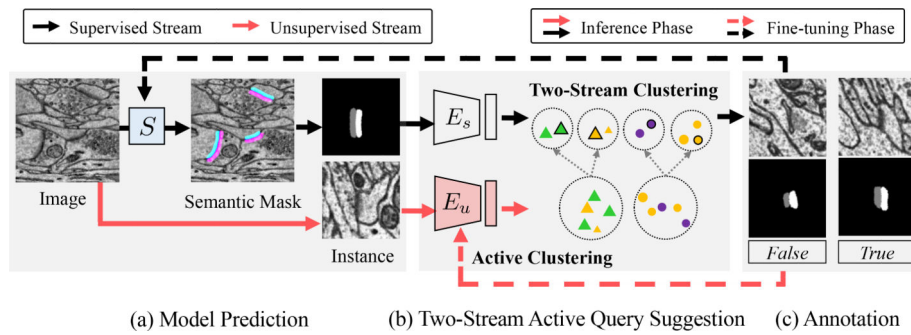 Supervised Stream
Unsupervised Stream
Inference Phase
Fine-tuning Phase
S
Image
Semantic Mask
Instance
E_s
E_u
Two-Stream Clustering
Active Clustering
False
True
(a) Model Prediction
(b) Two-Stream Active Query Suggestion
(c) Annotation